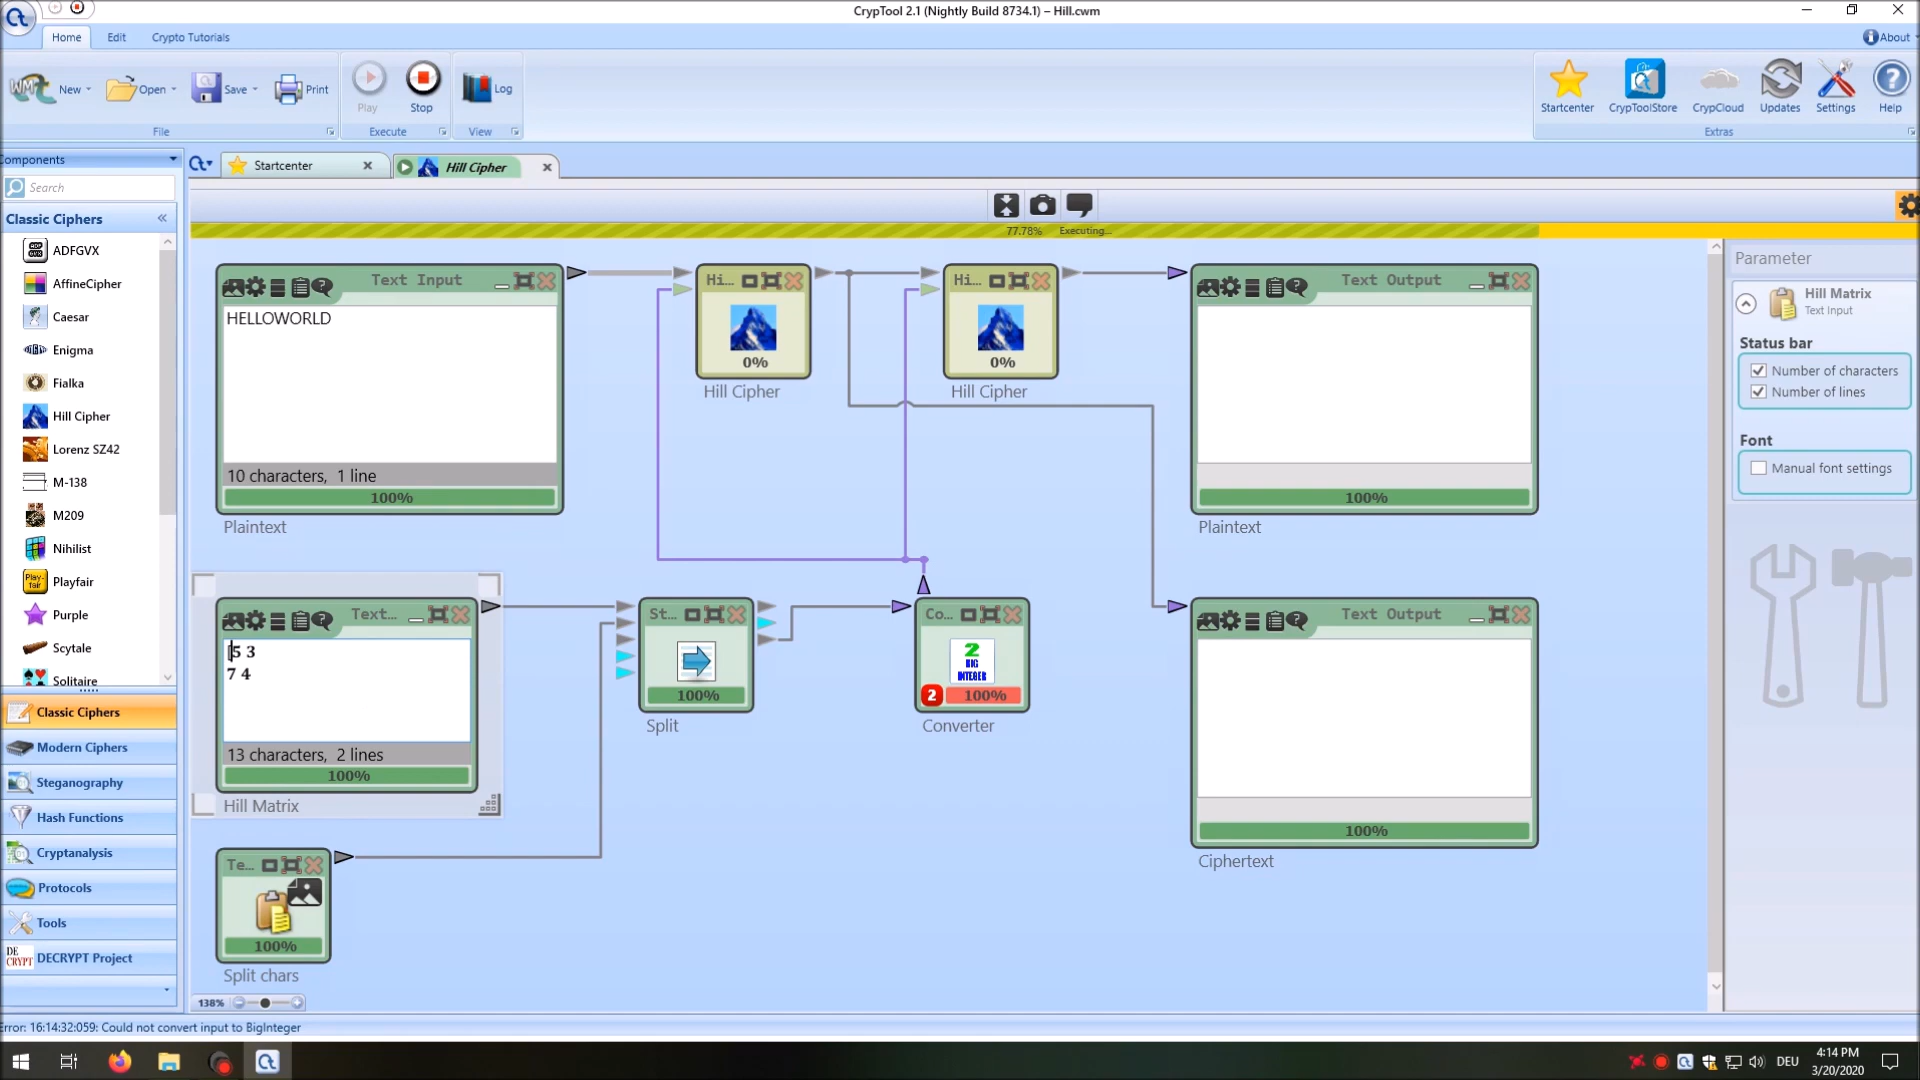 CrypTool 2.1 (Nightly Build 8734.1) – Hill.cwm
Home Edit Crypto Tutorials About
New Open Save Print Play Stop Log
Startcenter CrypToolStore CrypCloud Updates Settings Help
File Execute View Extras
Components
Startcenter Hill Cipher
Search
Classic Ciphers
77.78% Executing...
ADFGVX
AffineCipher
Caesar
Enigma
Fialka
Hill Cipher
Lorenz SZ42
M-138
M209
Nihilist
Playfair
Purple
Scytale
Solitaire
Classic Ciphers
Modern Ciphers
Steganography
Hash Functions
Cryptanalysis
Protocols
Tools
DECRYPT Project
Text Input
HELLOWORLD
10 characters, 1 line
100%
Plaintext
Hi...
0%
Hill Cipher
Hi...
0%
Hill Cipher
Text Output
100%
Plaintext
Text...
5 3
7 4
13 characters, 2 lines
100%
Hill Matrix
St...
100%
Split
Co...
2
BIG
INTEGER
2 100%
Converter
Text Output
100%
Ciphertext
Te...
100%
Split chars
138%
Parameter
Hill Matrix
Text Input
Status bar
Number of characters
Number of lines
Font
Manual font settings
Error: 16:14:32:059: Could not convert input to BigInteger
DEU
4:14 PM
3/20/2020